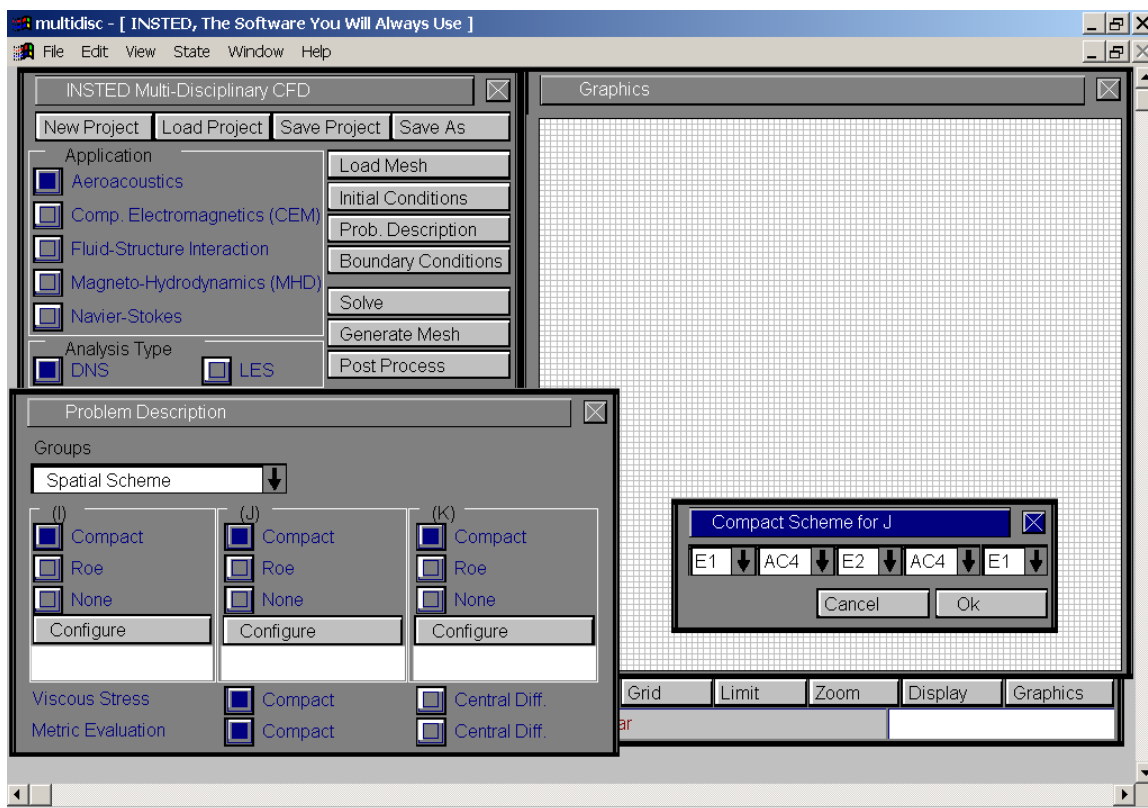 multidisc - [ INSTED, The Software You Will Always Use ]
File Edit View State Window Help
INSTED Multi-Disciplinary CFD
New Project Load Project Save Project Save As
Application
Aeroacoustics
Comp. Electromagnetics (CEM)
Fluid-Structure Interaction
Magneto-Hydrodynamics (MHD)
Navier-Stokes
Analysis Type
DNS LES
Load Mesh
Initial Conditions
Prob. Description
Boundary Conditions
Solve
Generate Mesh
Post Process
Graphics
Problem Description
Groups
Spatial Scheme
(I) (J) (K)
Compact Compact Compact
Roe Roe Roe
None None None
Configure Configure Configure
Viscous Stress Compact Central Diff.
Metric Evaluation Compact Central Diff.
Compact Scheme for J
E1 AC4 E2 AC4 E1
Cancel Ok
Grid Limit Zoom Display Graphics
ar